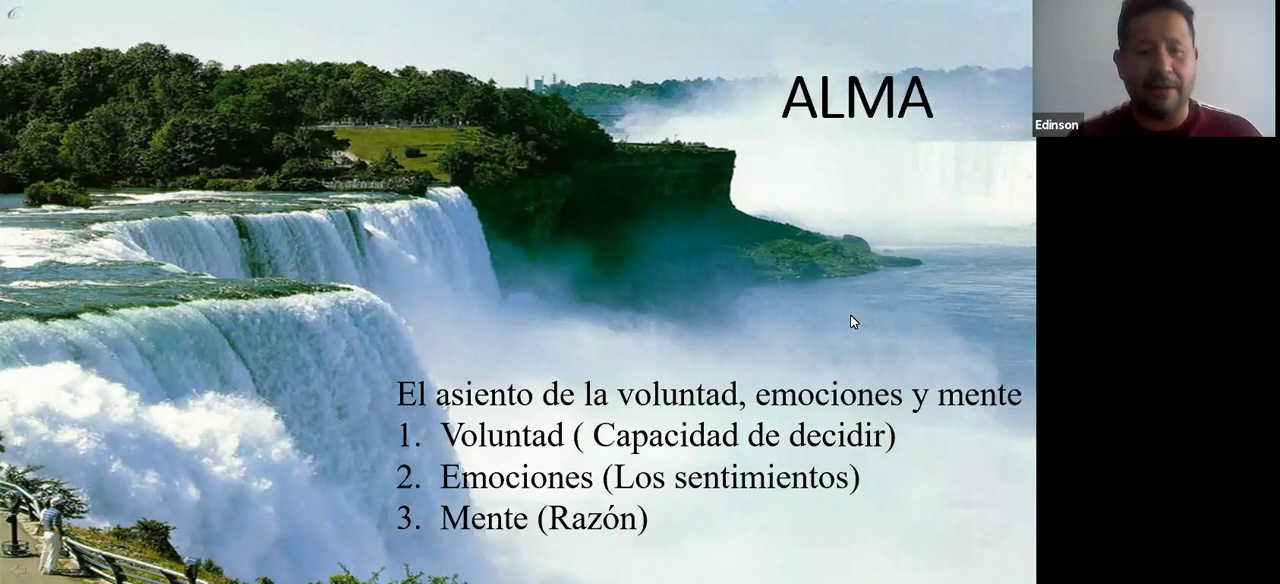 ALMA
Edinson
El asiento de la voluntad, emociones y mente
1. Voluntad ( Capacidad de decidir)
2. Emociones (Los sentimientos)
3. Mente (Razón)